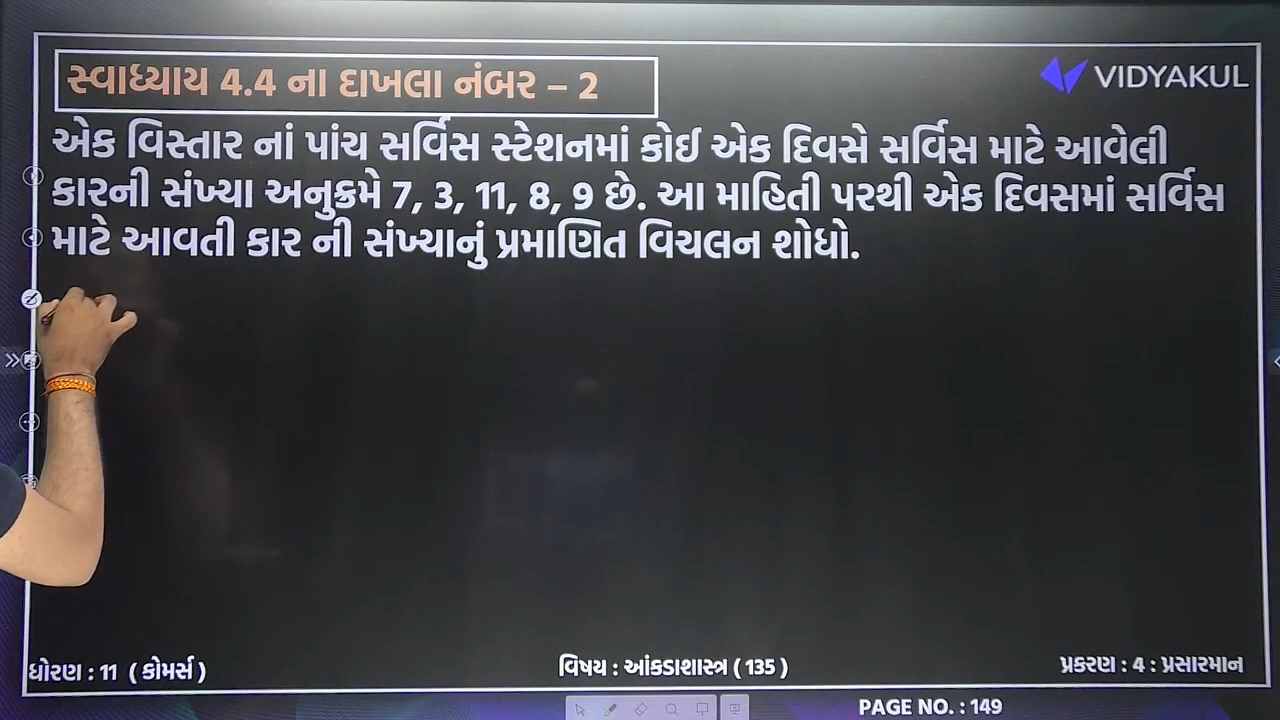 સ્વાધ્યાય 4.4 ના દાખલા નંબર – 2
VIDYAKUL
એક વિસ્તાર નાં પાંચ સર્વિસ સ્ટેશનમાં કોઈ એક દિવસે સર્વિસ માટે આવેલી
કારની સંખ્યા અનુક્રમે 7, 3, 11, 8, 9 છે. આ માહિતી પરથી એક દિવસમાં સર્વિસ
માટે આવતી કાર ની સંખ્યાનું પ્રમાણિત વિચલન શોધો.
ધોરણ : 11 ( કોમર્સ )
વિષય : આંકડાશાસ્ત્ર ( 135 )
પ્રકરણ : 4 : પ્રસારમાન
PAGE NO. : 149